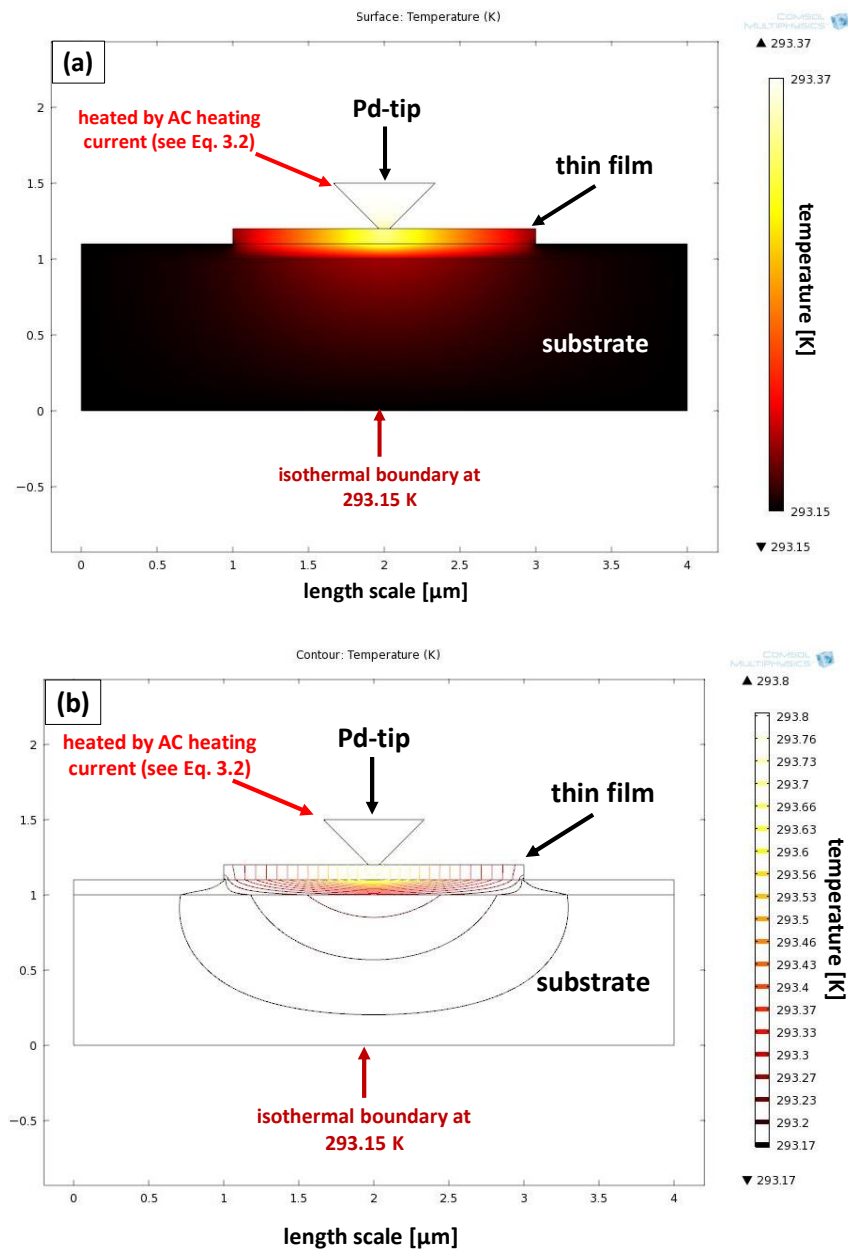 Surface: Temperature (K)
COMSOL
MULTIPHYSICS
293.37
(a)
293.37
heated by AC heating
current (see Eq. 3.2)
Pd-tip
thin film
2
1.5
1
0.5
0
−0.5
temperature [K]
substrate
isothermal boundary at
293.15 K
293.15
293.15
0
0.5
1
1.5
2
2.5
3
3.5
4
length scale [µm]
Contour: Temperature (K)
COMSOL
MULTIPHYSICS
293.8
(b)
heated by AC heating
current (see Eq. 3.2)
Pd-tip
thin film
2
1.5
1
0.5
0
−0.5
293.8
293.76
293.73
293.7
293.66
293.63
293.6
293.56
293.53
293.5
293.46
293.43
293.4
293.37
293.33
293.3
293.27
293.23
293.2
293.17
temperature [K]
substrate
isothermal boundary at
293.15 K
293.17
0
0.5
1
1.5
2
2.5
3
3.5
4
length scale [µm]